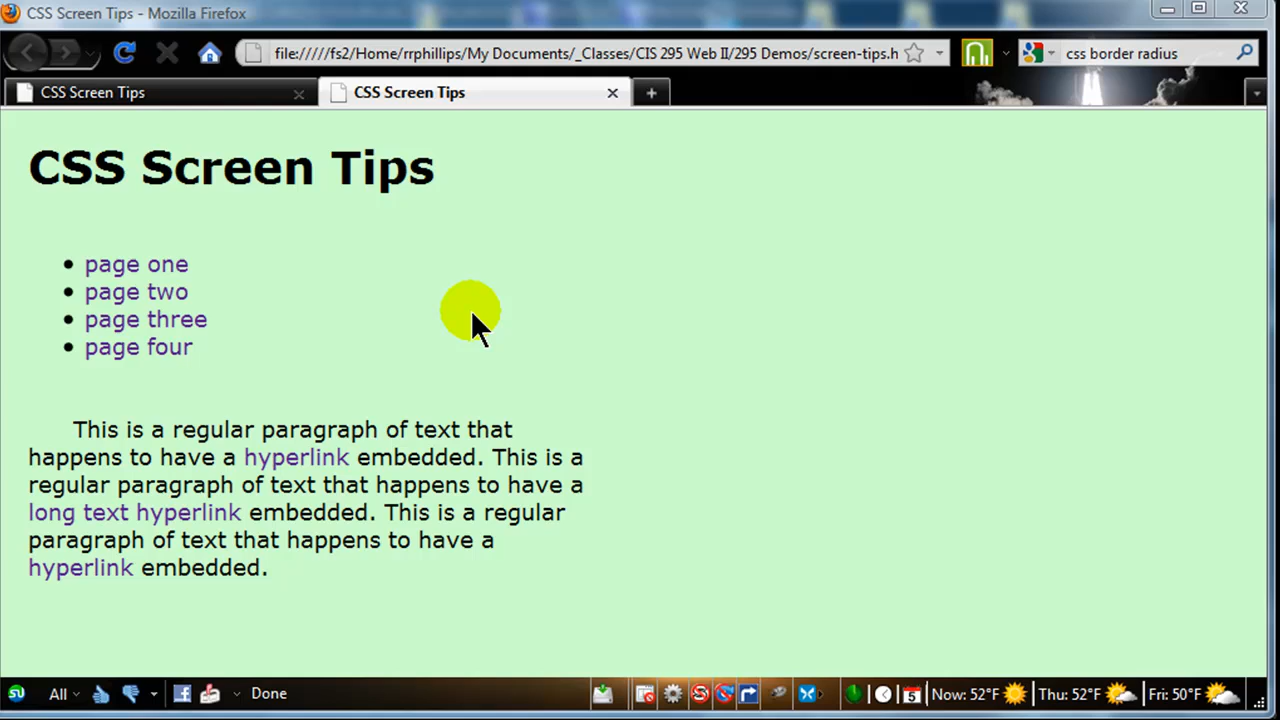 CSS Screen Tips - Mozilla Firefox
file://///fs2/Home/rrphillips/My Documents/_Classes/CIS 295 Web II/295 Demos/screen-tips.h
css border radius
CSS Screen Tips
CSS Screen Tips
CSS Screen Tips
• page one
• page two
• page three
• page four
This is a regular paragraph of text that
happens to have a hyperlink embedded. This is a
regular paragraph of text that happens to have a
long text hyperlink embedded. This is a regular
paragraph of text that happens to have a
hyperlink embedded.
All
Done
5
Now: 52°F
Thu: 52°F
Fri: 50°F